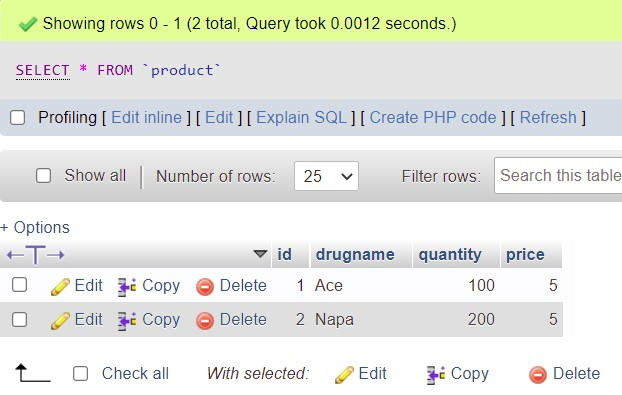 Showing rows 0 - 1 (2 total, Query took 0.0012 seconds.)
SELECT * FROM `product`
Profiling [ Edit inline ] [ Edit ] [ Explain SQL ] [ Create PHP code ] [ Refresh ]
Show all Number of rows: 25 Filter rows: Search this table
+ Options
←T→ id drugname quantity price
Edit Copy Delete 1 Ace 100 5
Edit Copy Delete 2 Napa 200 5
Check all With selected: Edit Copy Delete